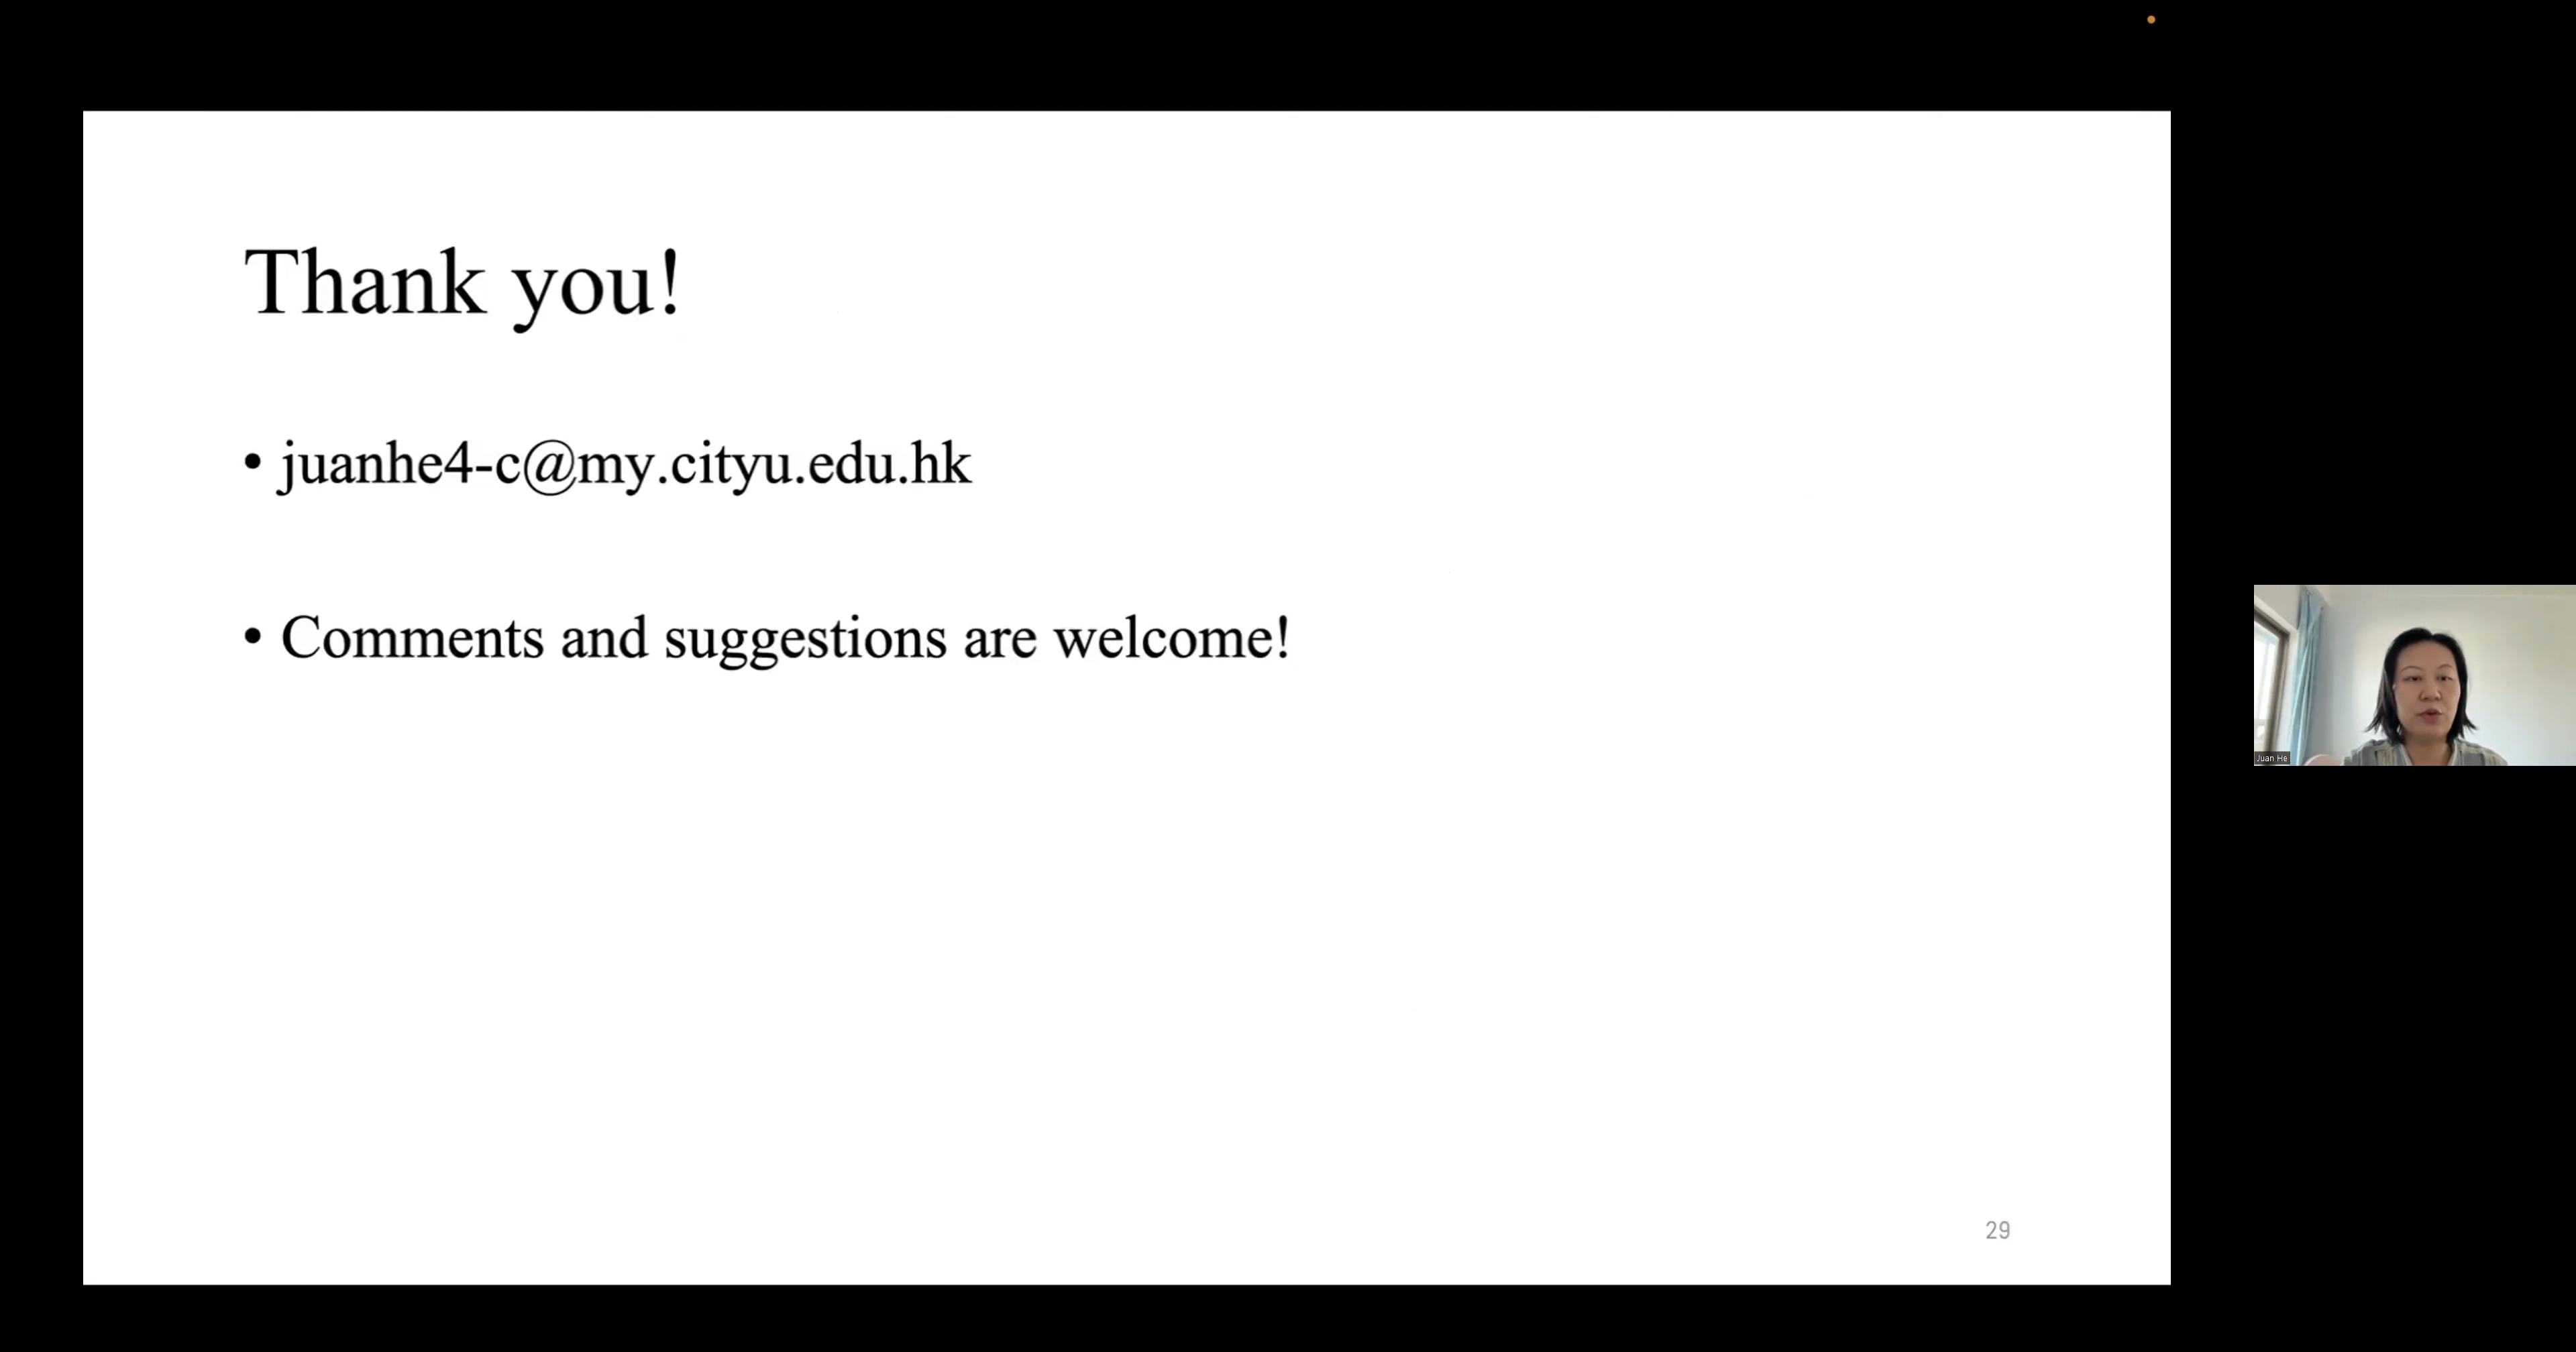 Thank you!
• juanhe4-c@my.cityu.edu.hk
• Comments and suggestions are welcome!
Juan He
29